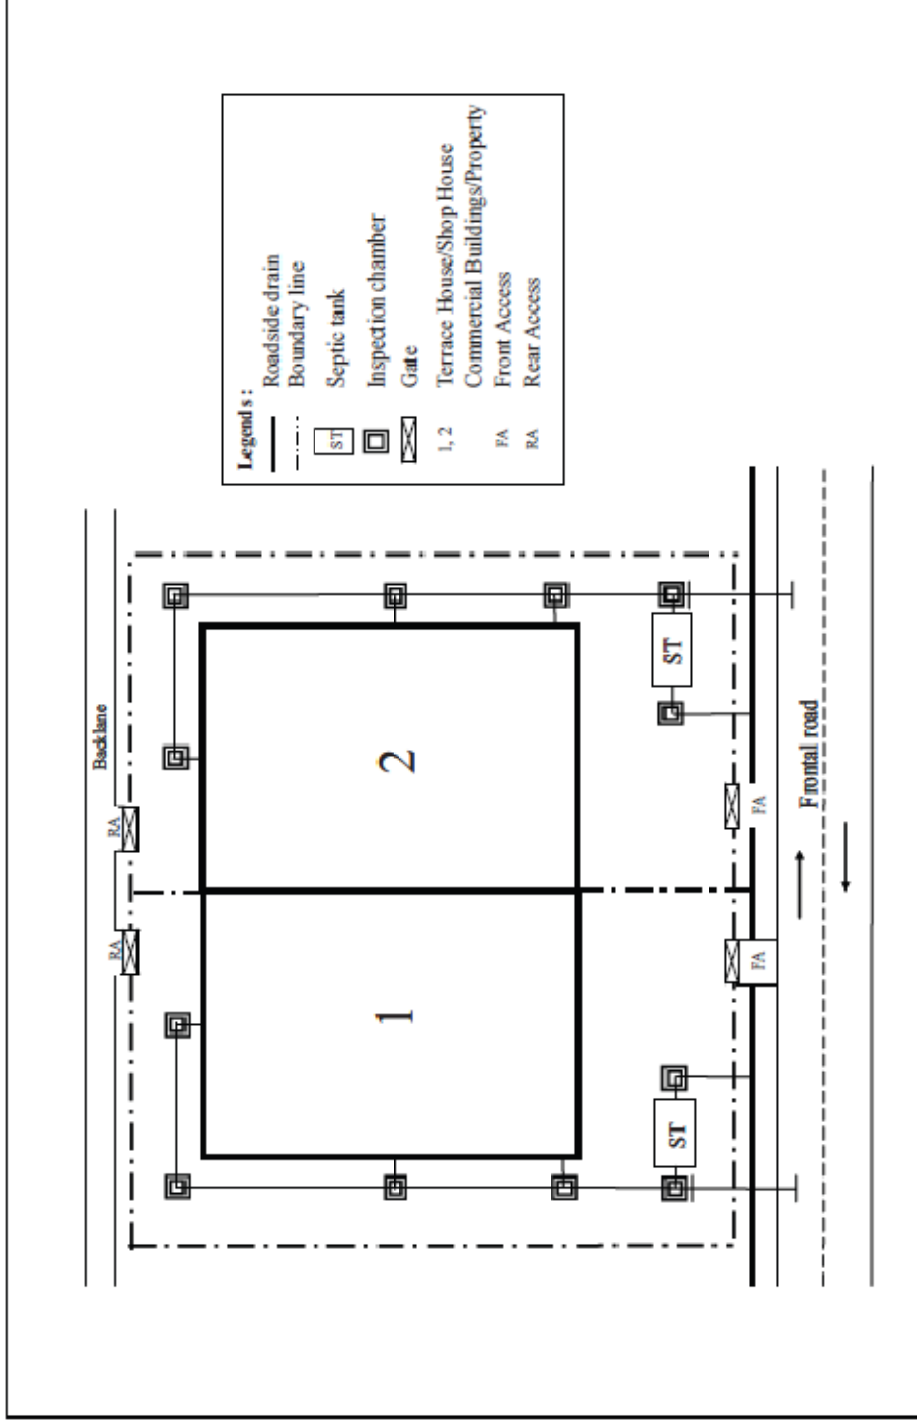 Legends :
Roadside drain
Boundary line
ST Septic tank
Inspection chamber
Gate
1, 2 Terrace House/Shop House
Commercial Buildings/Property
FA Front Access
RA Rear Access
Backlane
RA
RA
1
2
ST
ST
FA
FA
Frontal road